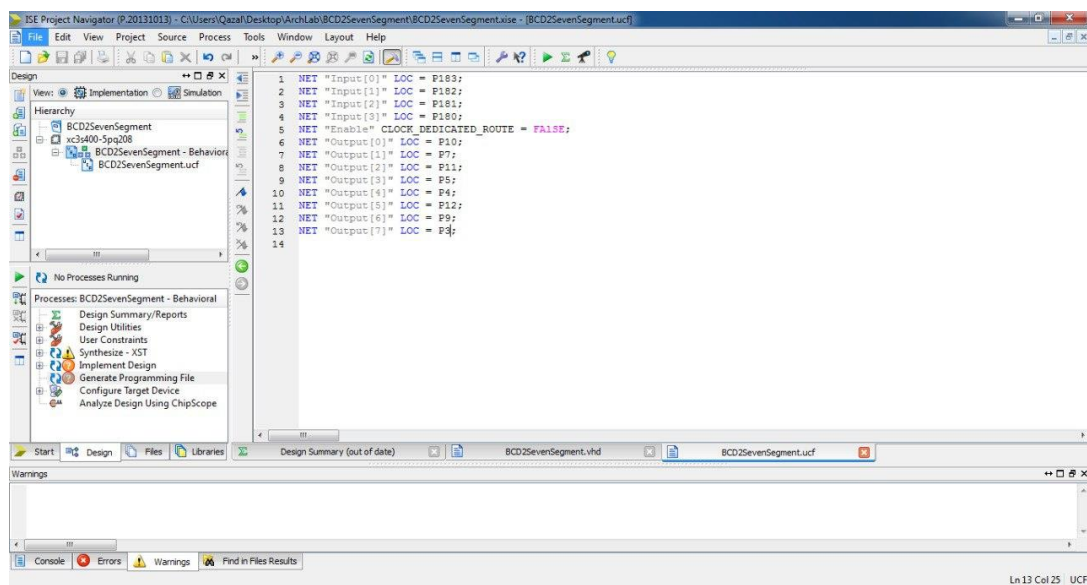 ISE Project Navigator (P.20131013) - C:\Users\Qazal\Desktop\ArchLab\BCD2SevenSegment\BCD2SevenSegment.xise - [BCD2SevenSegment.ucf]
File Edit View Project Source Process Tools Window Layout Help
Design
View: Implementation Simulation
Hierarchy
BCD2SevenSegment
xc3s400-5pq208
BCD2SevenSegment - Behaviora
BCD2SevenSegment.ucf
No Processes Running
Processes: BCD2SevenSegment - Behavioral
Design Summary/Reports
Design Utilities
User Constraints
Synthesize - XST
Implement Design
Generate Programming File
Configure Target Device
Analyze Design Using ChipScope
Start Design Files Libraries
1 NET "Input[0]" LOC = P183;
2 NET "Input[1]" LOC = P182;
3 NET "Input[2]" LOC = P181;
4 NET "Input[3]" LOC = P180;
5 NET "Enable" CLOCK_DEDICATED_ROUTE = FAlSE;
6 NET "Output[0]" LOC = P10;
7 NET "Output[1]" LOC = P7;
8 NET "Output[2]" LOC = P11;
9 NET "Output[3]" LOC = P5;
10 NET "Output[4]" LOC = P4;
11 NET "Output[5]" LOC = P12;
12 NET "Output[6]" LOC = P9;
13 NET "Output[7]" LOC = P3;
14
Design Summary (out of date) BCD2SevenSegment.vhd BCD2SevenSegment.ucf
Warnings
Console Errors Warnings Find in Files Results
Ln 13 Col 25 UCF